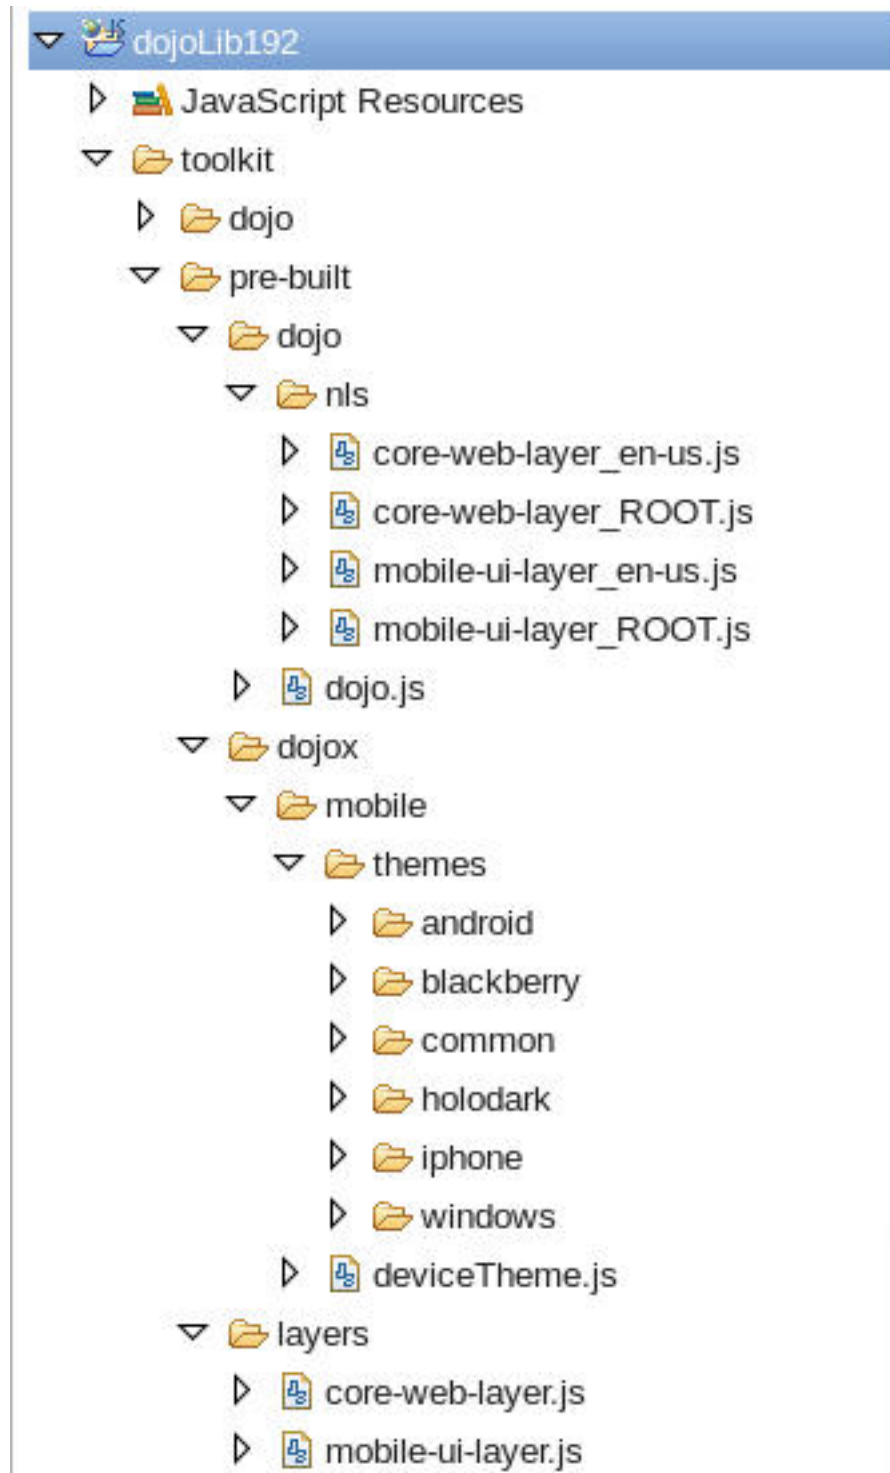 dojoLib192
JavaScript Resources
toolkit
dojo
pre-built
dojo
nls
core-web-layer_en-us.js
core-web-layer_ROOT.js
mobile-ui-layer_en-us.js
mobile-ui-layer_ROOT.js
dojo.js
dojox
mobile
themes
android
blackberry
common
holodark
iphone
windows
deviceTheme.js
layers
core-web-layer.js
mobile-ui-layer.js